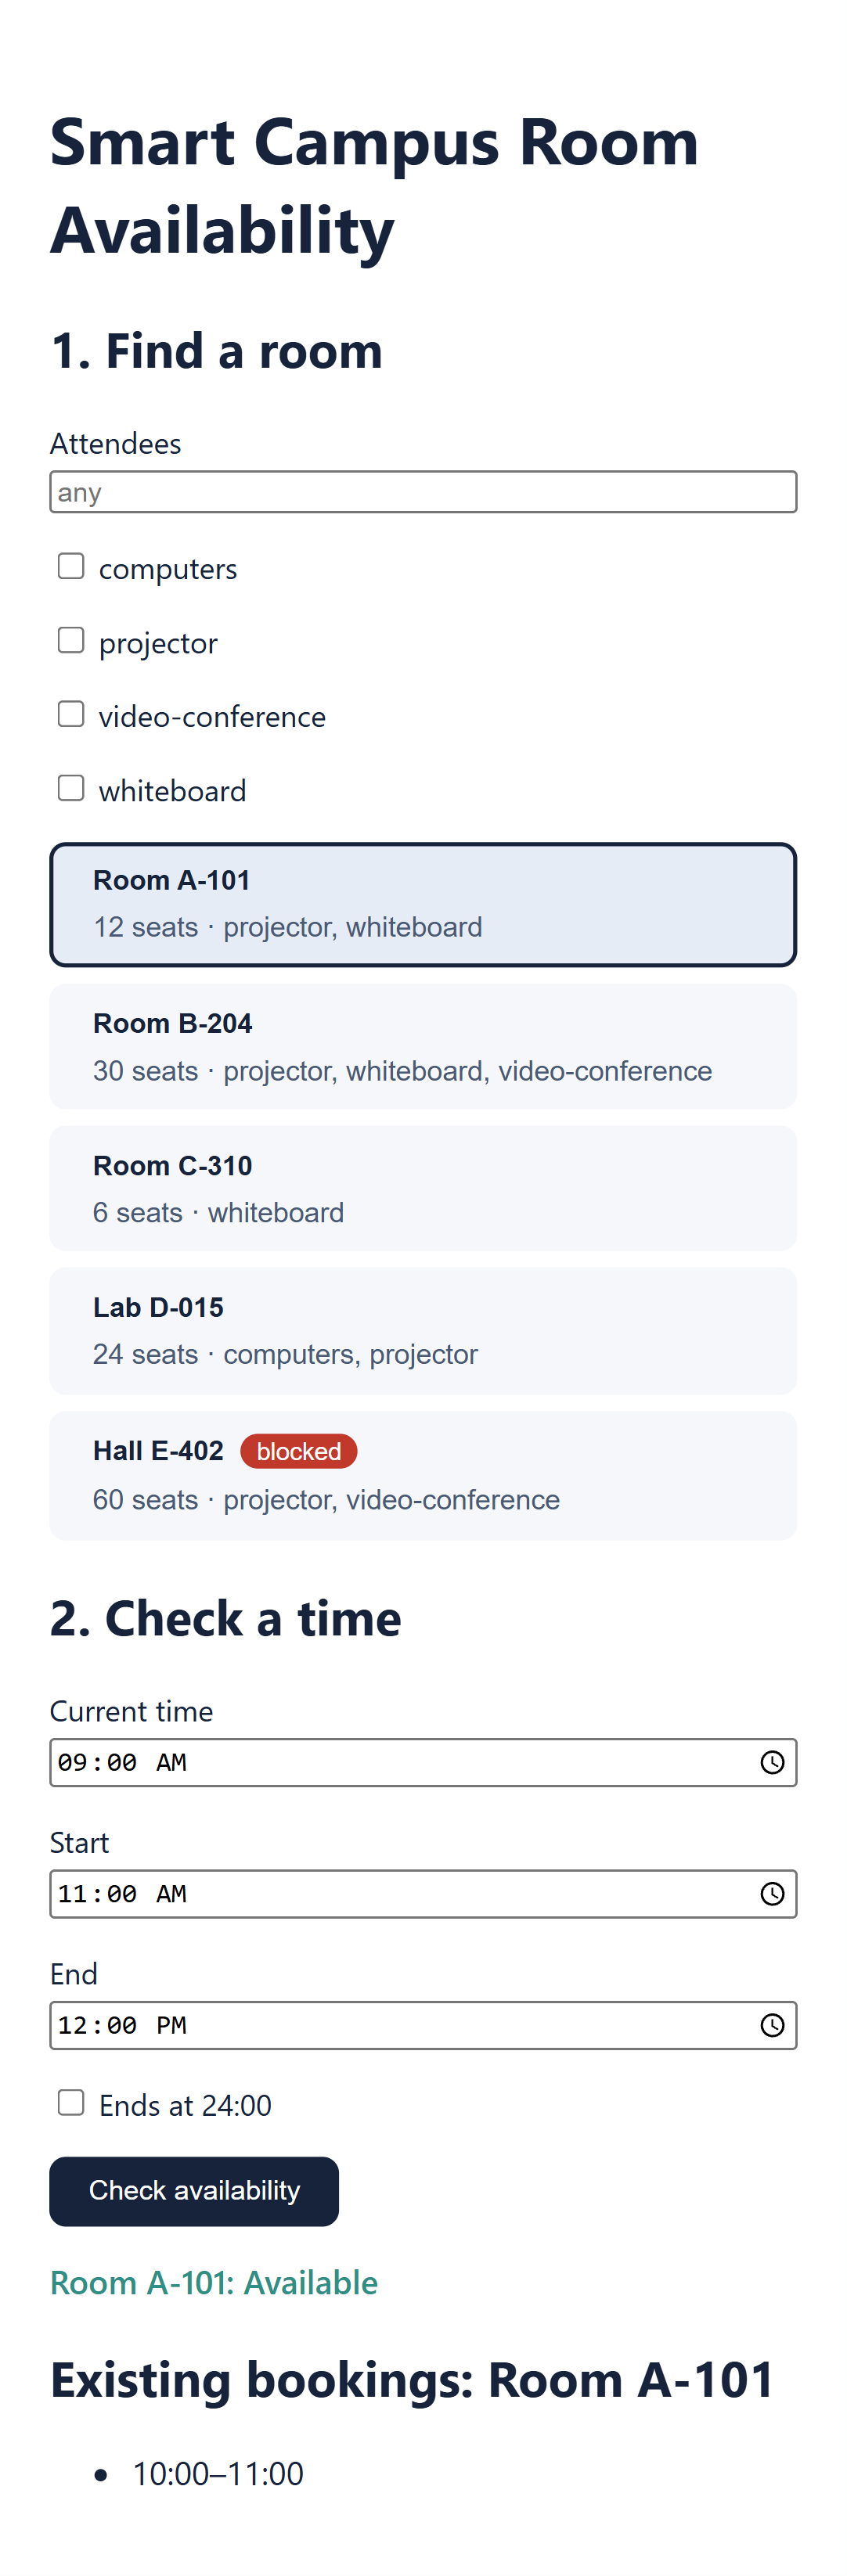 Smart Campus Room
Availability
1. Find a room
Attendees
any
computers
projector
video-conference
whiteboard
Room A-101
12 seats · projector, whiteboard
Room B-204
30 seats · projector, whiteboard, video-conference
Room C-310
6 seats · whiteboard
Lab D-015
24 seats · computers, projector
Hall E-402 blocked
60 seats · projector, video-conference
2. Check a time
Current time
09:00 AM
Start
11:00 AM
End
12:00 PM
Ends at 24:00
Check availability
Room A-101: Available
Existing bookings: Room A-101
• 10:00–11:00